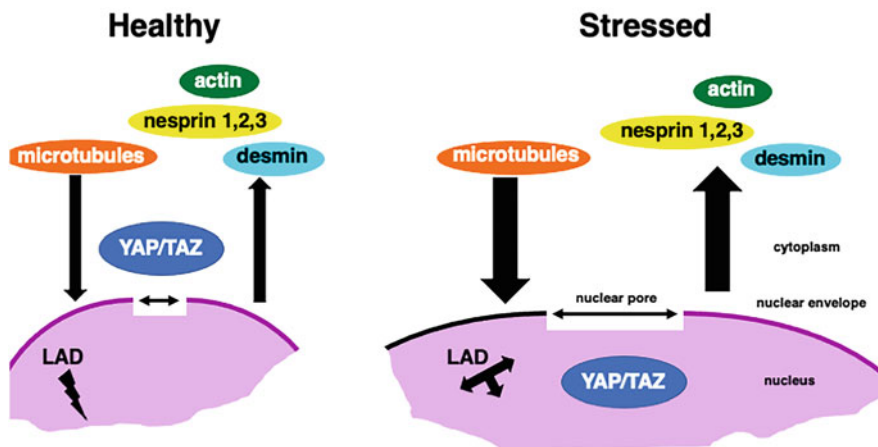 Healthy
actin
nesprin 1,2,3
microtubules
desmin
YAP/TAZ
LAD
Stressed
actin
nesprin 1,2,3
microtubules
desmin
cytoplasm
nuclear pore
nuclear envelope
LAD
YAP/TAZ
nucleus